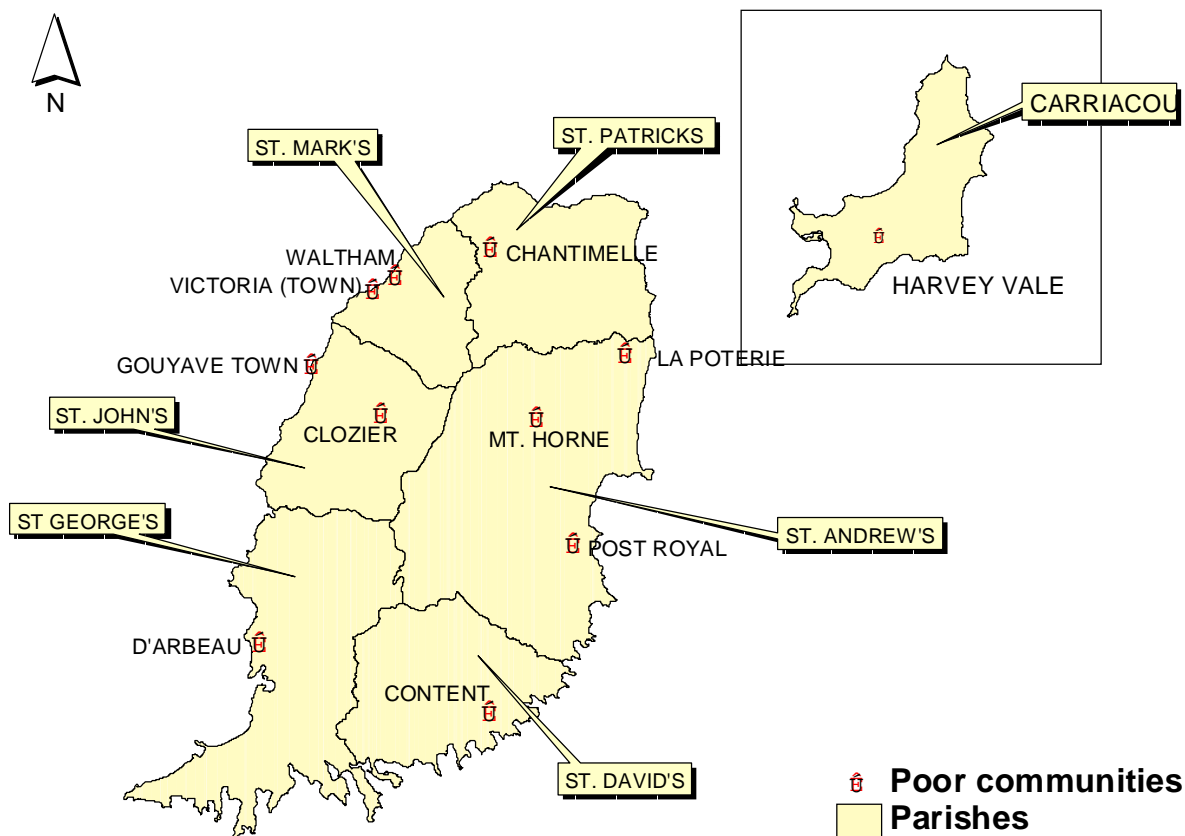 N
ST. MARK'S
ST. PATRICKS
CARRIACOU
WALTHAM
CHANTIMELLE
VICTORIA (TOWN)
HARVEY VALE
GOUYAVE TOWN
LA POTERIE
ST. JOHN'S
CLOZIER
MT. HORNE
ST GEORGE'S
ST. ANDREW'S
POST ROYAL
D'ARBEAU
CONTENT
ST. DAVID'S
Poor communities
Parishes